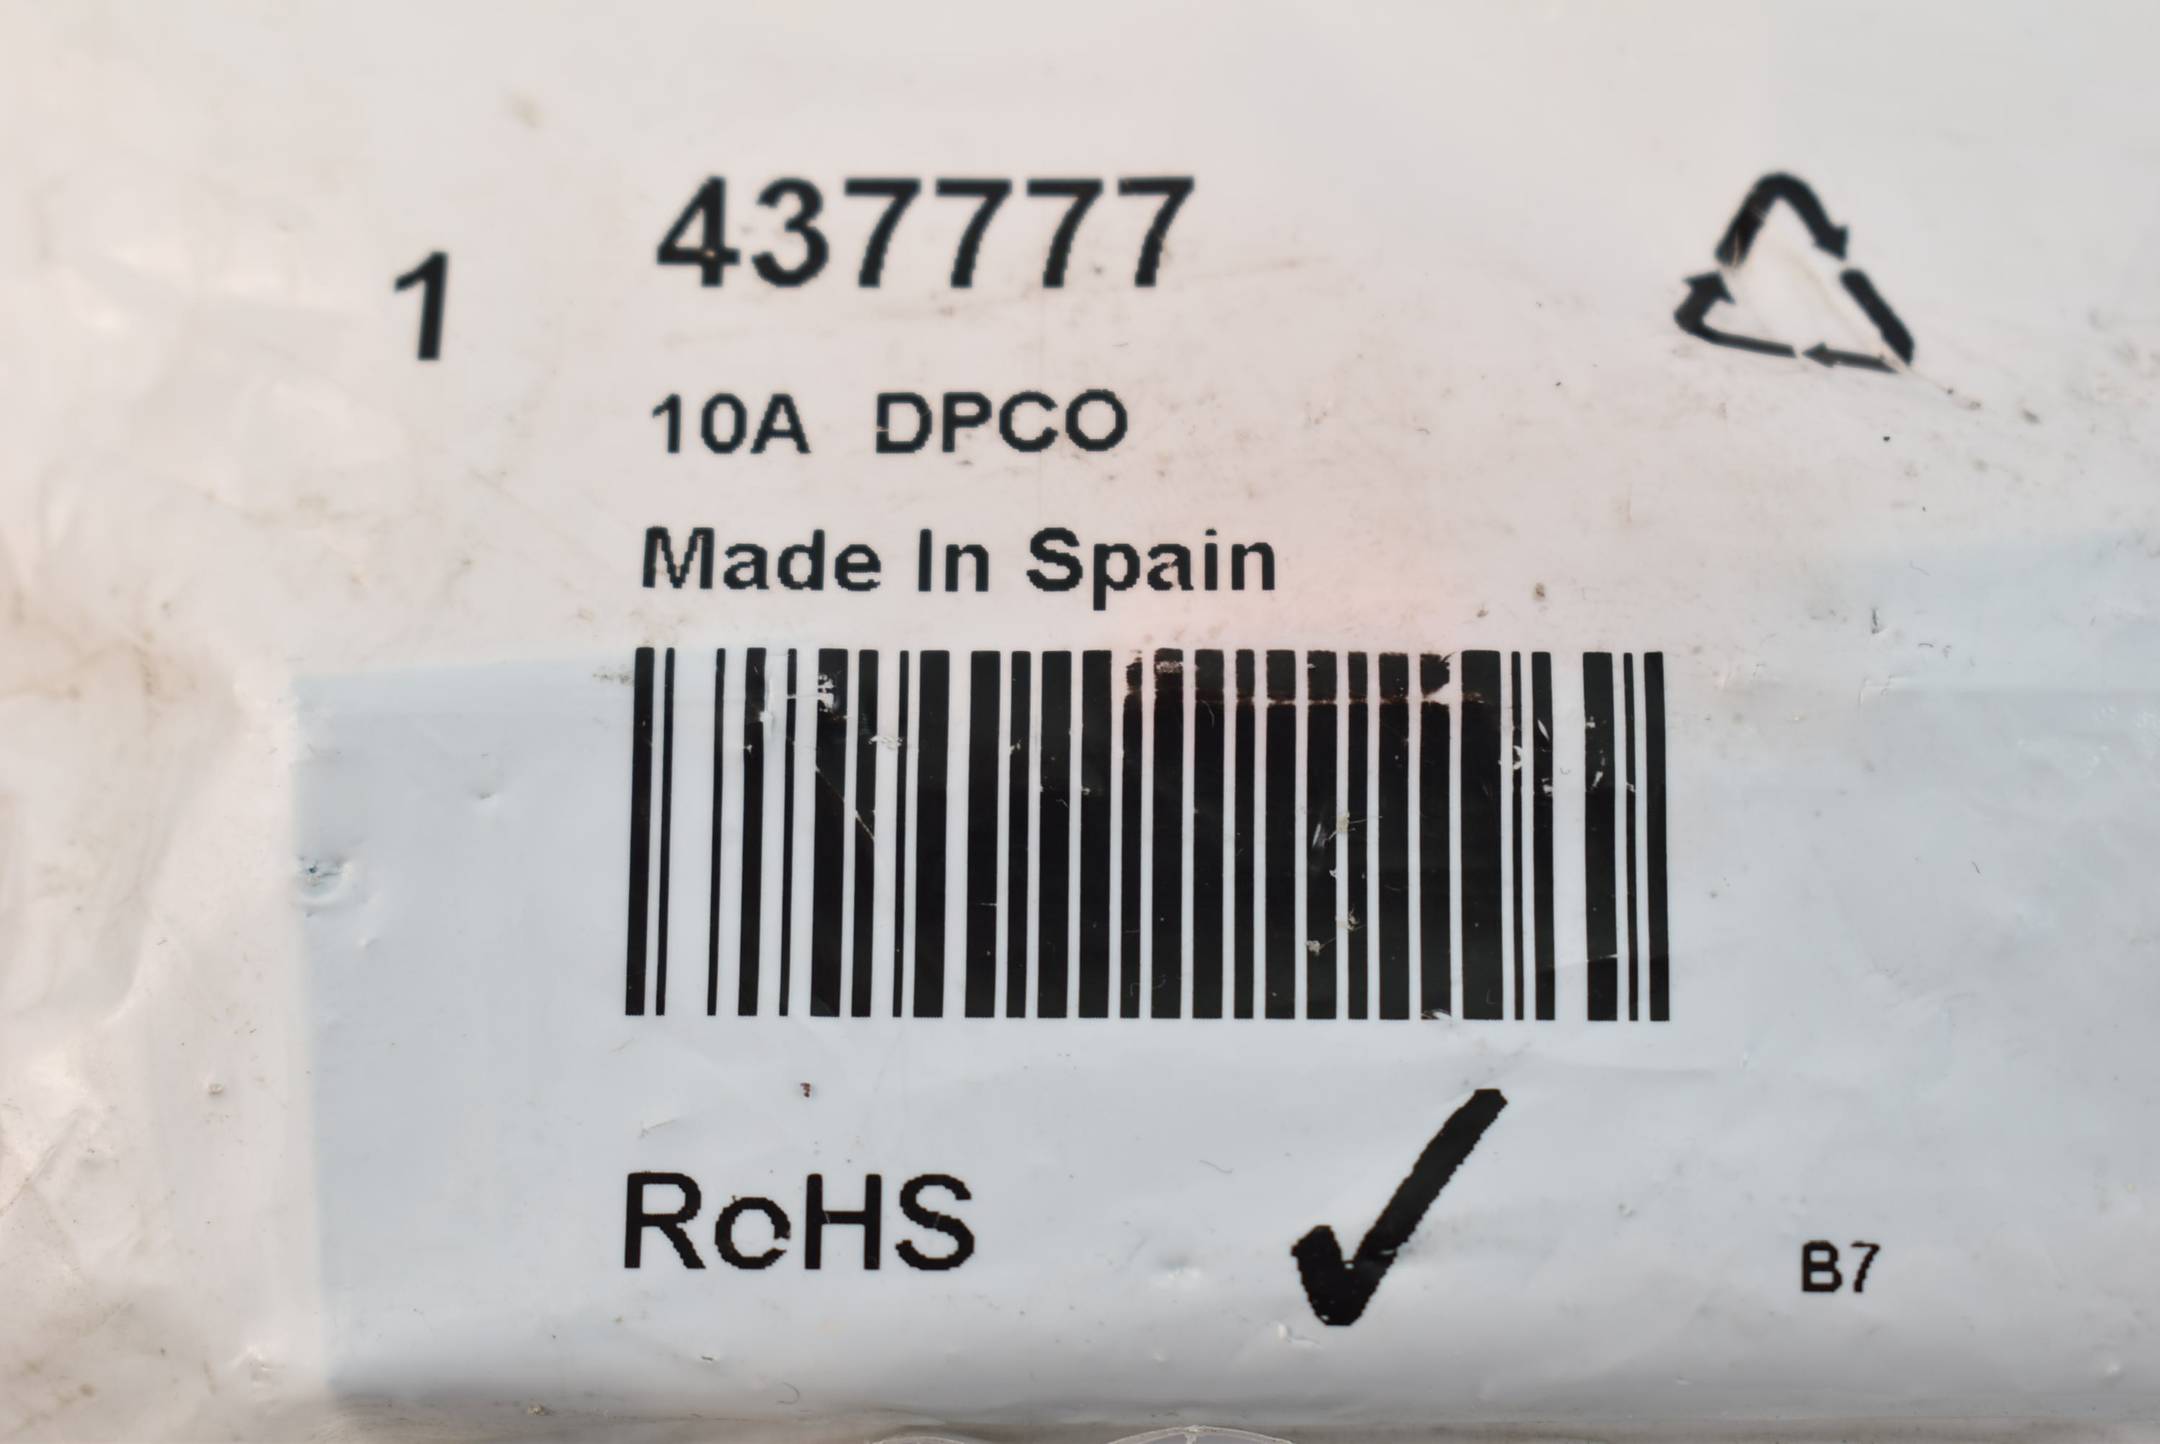 437777
1
10A DPCO
Made In Spain
RoHS
B7